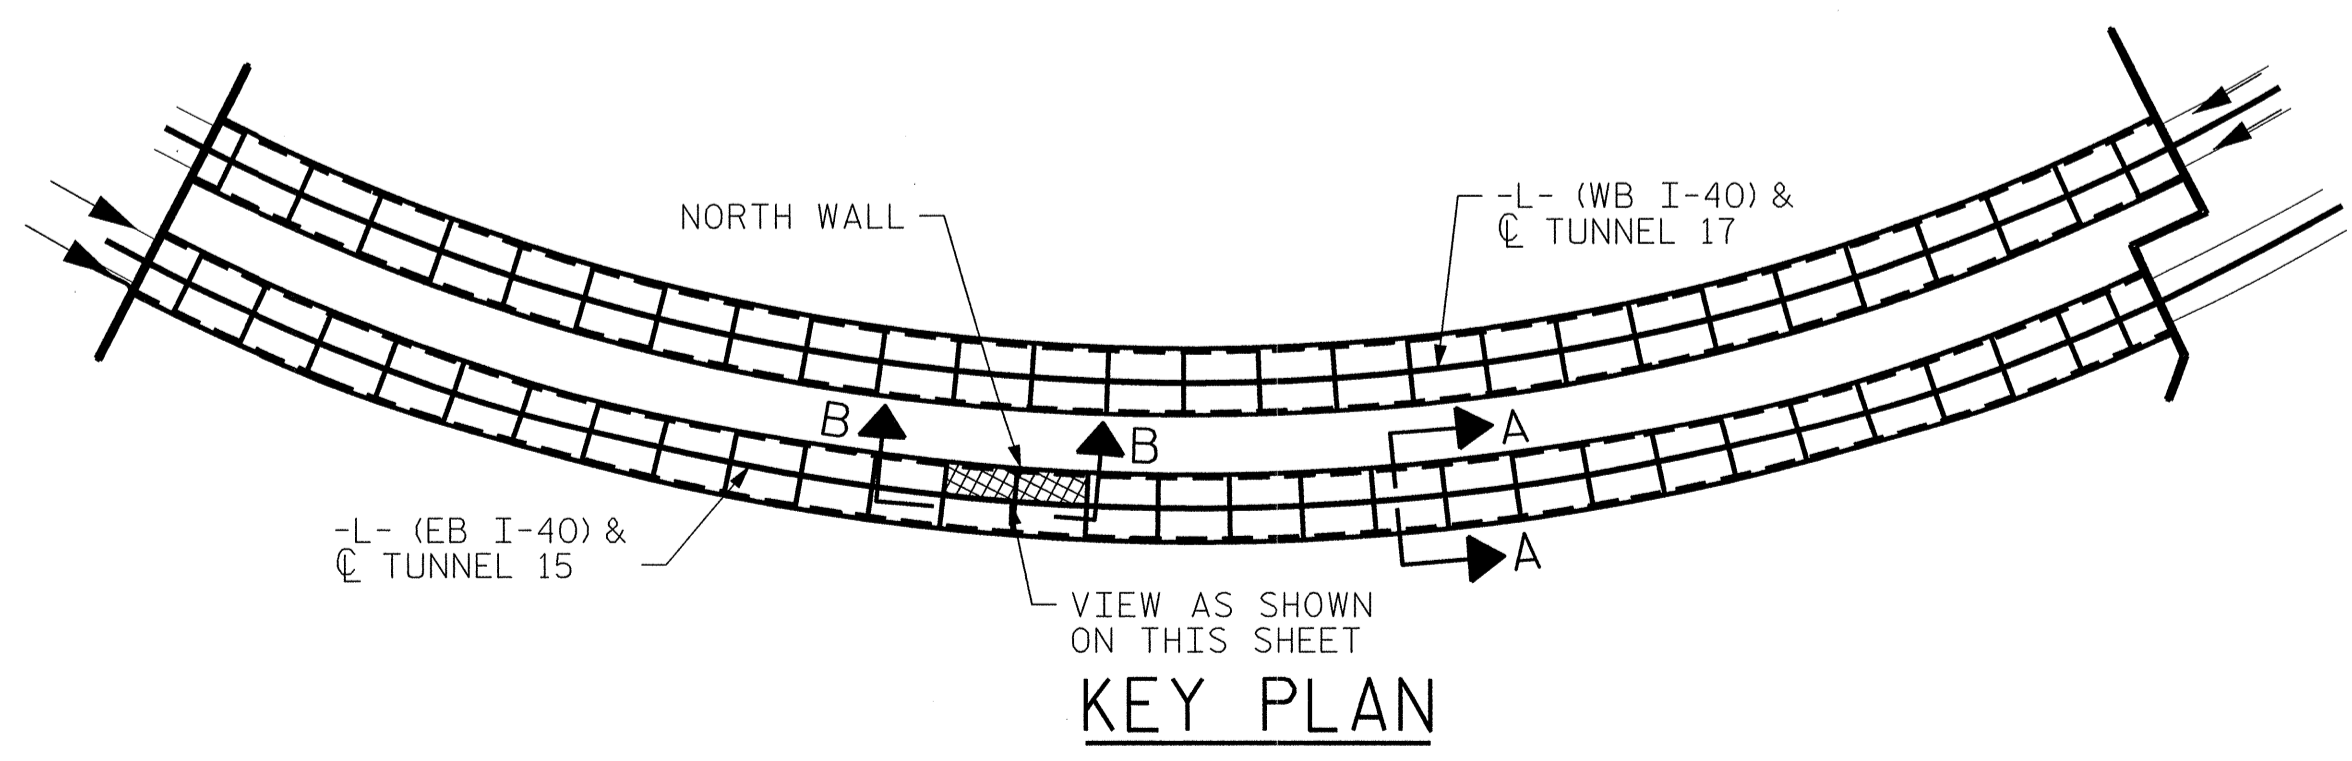 -L- (WB I-40) &
℄ TUNNEL 17
NORTH WALL
B
B
A
A
-L- (EB I-40) &
℄ TUNNEL 15
VIEW AS SHOWN
ON THIS SHEET
KEY PLAN